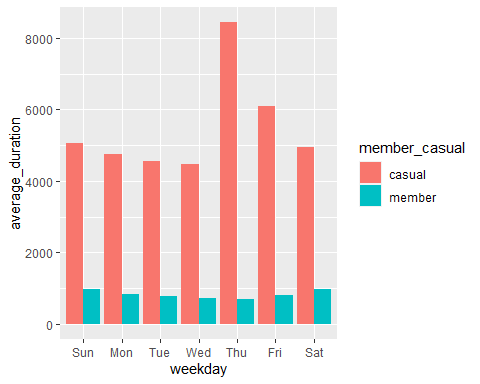 8000
6000
4000
2000
0
average_duration
Sun Mon Tue Wed Thu Fri Sat
weekday
member_casual
casual
member